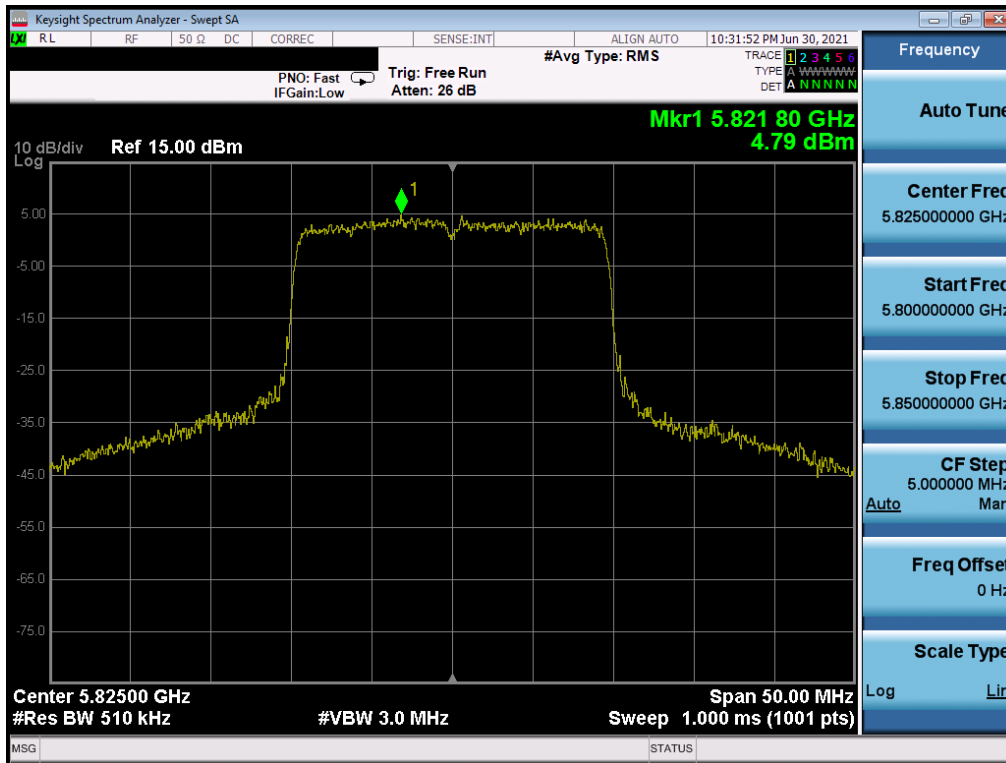 Keysight Spectrum Analyzer - Swept SA
LXI RL RF 50 Ω DC CORREC SENSE:INT ALIGN AUTO 10:31:52 PM Jun 30, 2021
#Avg Type: RMS TRACE 1 2 3 4 5 6
PNO: Fast Trig: Free Run TYPE A WWWWW
IFGain:Low Atten: 26 dB DET A N N N N N
Mkr1 5.821 80 GHz
4.79 dBm
10 dB/div Ref 15.00 dBm
Log
1
5.00
-5.00
-15.0
-25.0
-35.0
-45.0
-55.0
-65.0
-75.0
Center 5.82500 GHz Span 50.00 MHz
#Res BW 510 kHz #VBW 3.0 MHz Sweep 1.000 ms (1001 pts)
MSG STATUS
Frequency
Auto Tune
Center Freq
5.825000000 GHz
Start Freq
5.800000000 GHz
Stop Freq
5.850000000 GHz
CF Step
5.000000 MHz
Auto Man
Freq Offset
0 Hz
Scale Type
Log Lin